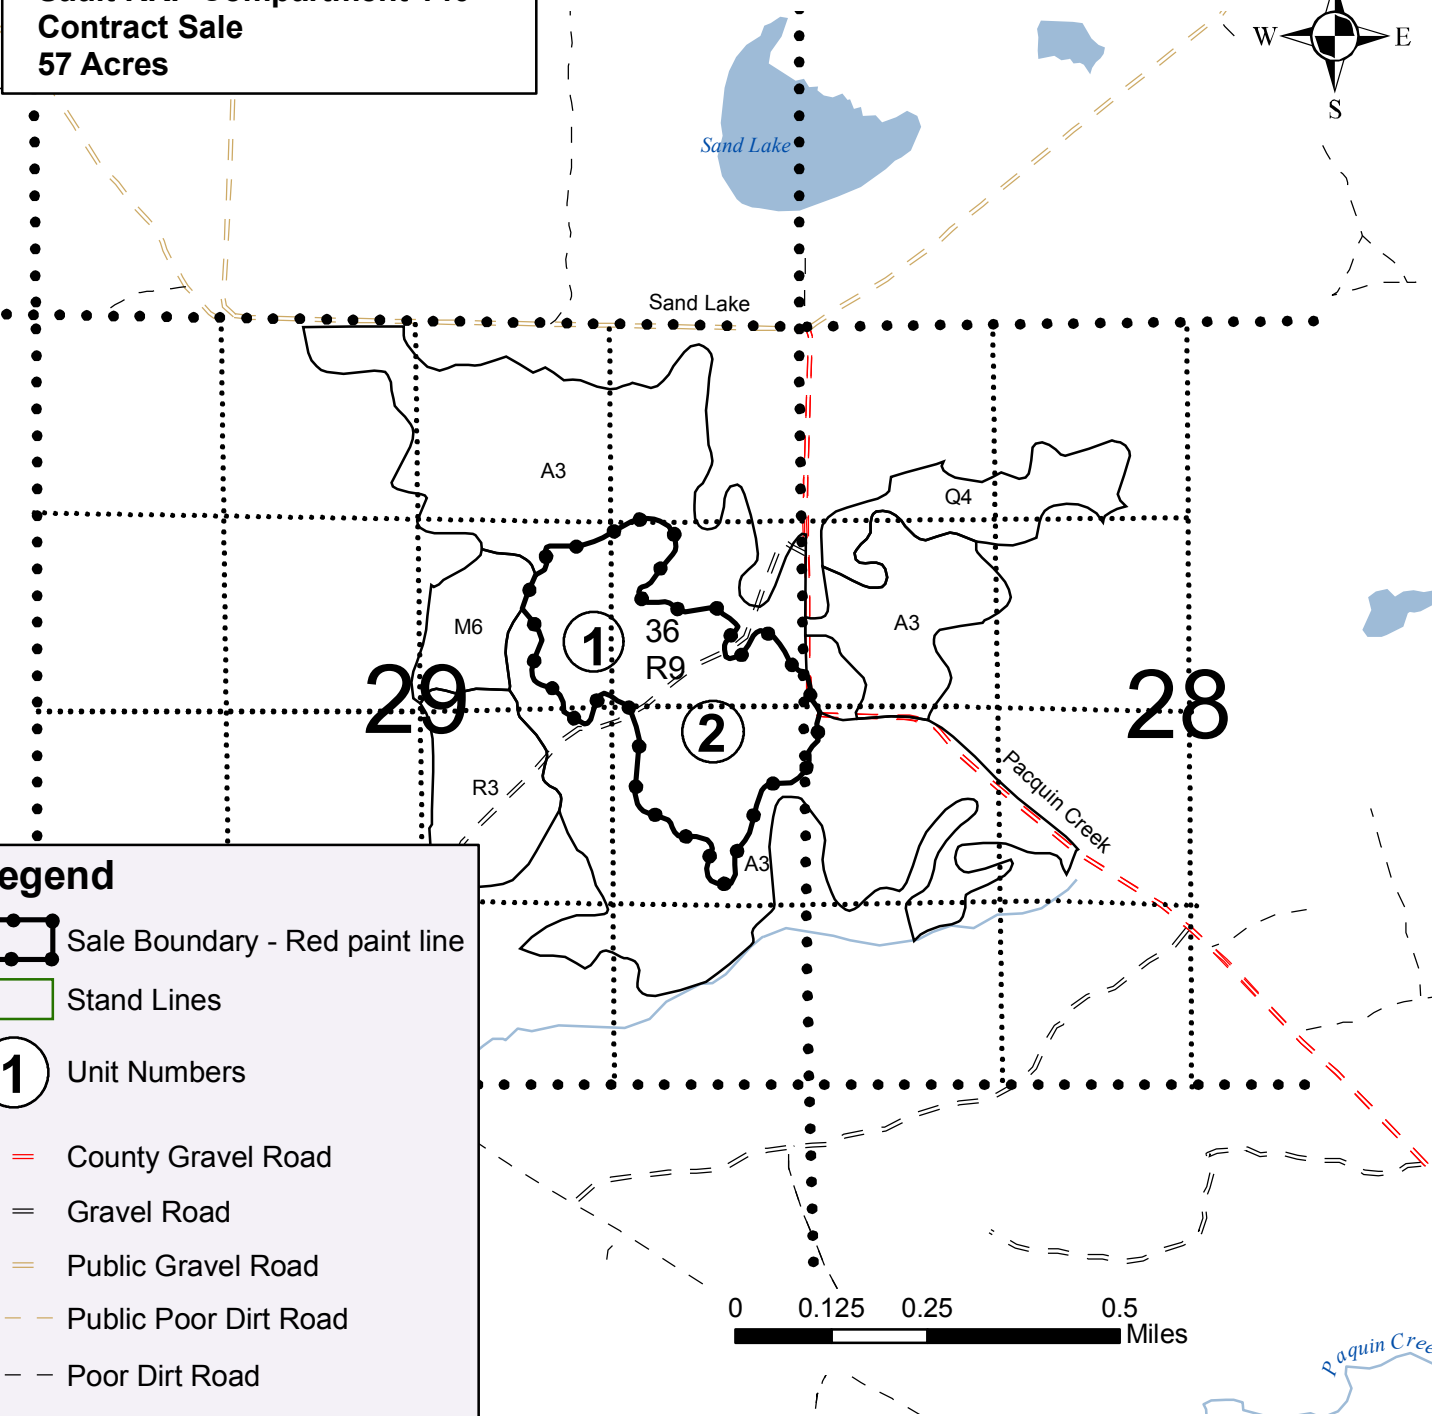 Contract Sale
57 Acres
W
E
S
Sand Lake
Sand Lake
A3
Q4
M6
1
36
R9
A3
29
2
28
R3
Pacquin Creek
A3
egend
Sale Boundary - Red paint line
Stand Lines
1
Unit Numbers
County Gravel Road
Gravel Road
Public Gravel Road
Public Poor Dirt Road
Poor Dirt Road
0 0.125 0.25 0.5
Miles
Paquin Cree